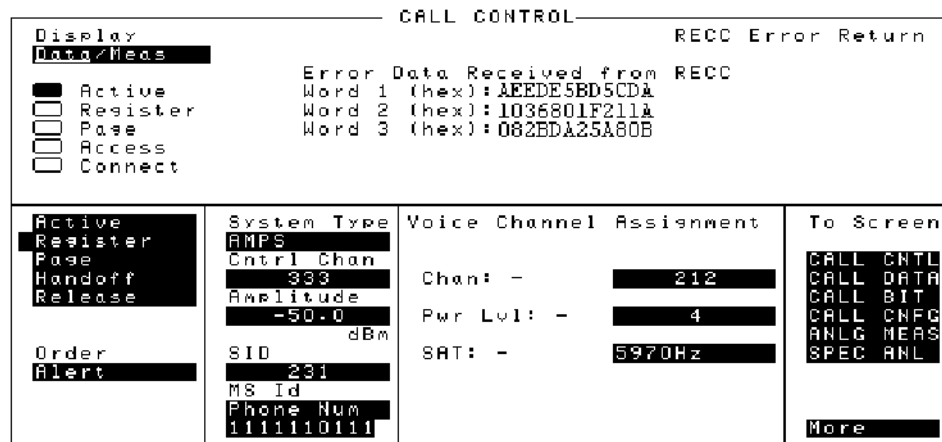 CALL CONTROL
Display
Data/Meas
RECC Error Return
Error Data Received from RECC
Word 1 (hex):AEEDE5BD5CDA
Word 2 (hex):1036801F211A
Word 3 (hex):082BDA25A80B
Active
Register
Page
Access
Connect
Active
Register
Page
Handoff
Release
Order
Alert
System Type
AMPS
Cntrl Chan
333
Amplitude
-50.0
dBm
SID
231
MS Id
Phone Num
1111110111
Voice Channel Assignment
Chan: - 212
Pwr Lvl: - 4
SAT: - 5970Hz
To Screen
CALL CNTL
CALL DATA
CALL BIT
CALL CNFG
ANLG MEAS
SPEC ANL
More